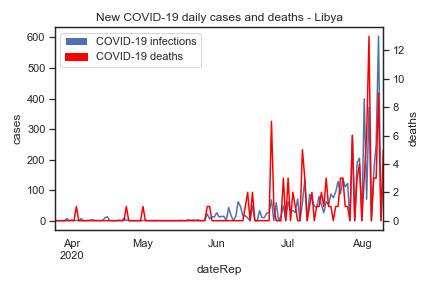 New COVID-19 daily cases and deaths - Libya
COVID-19 infections
COVID-19 deaths
600
500
400
300
200
100
0
cases
12
10
8
6
4
2
0
deaths
Apr
2020
May
Jun
Jul
Aug
dateRep